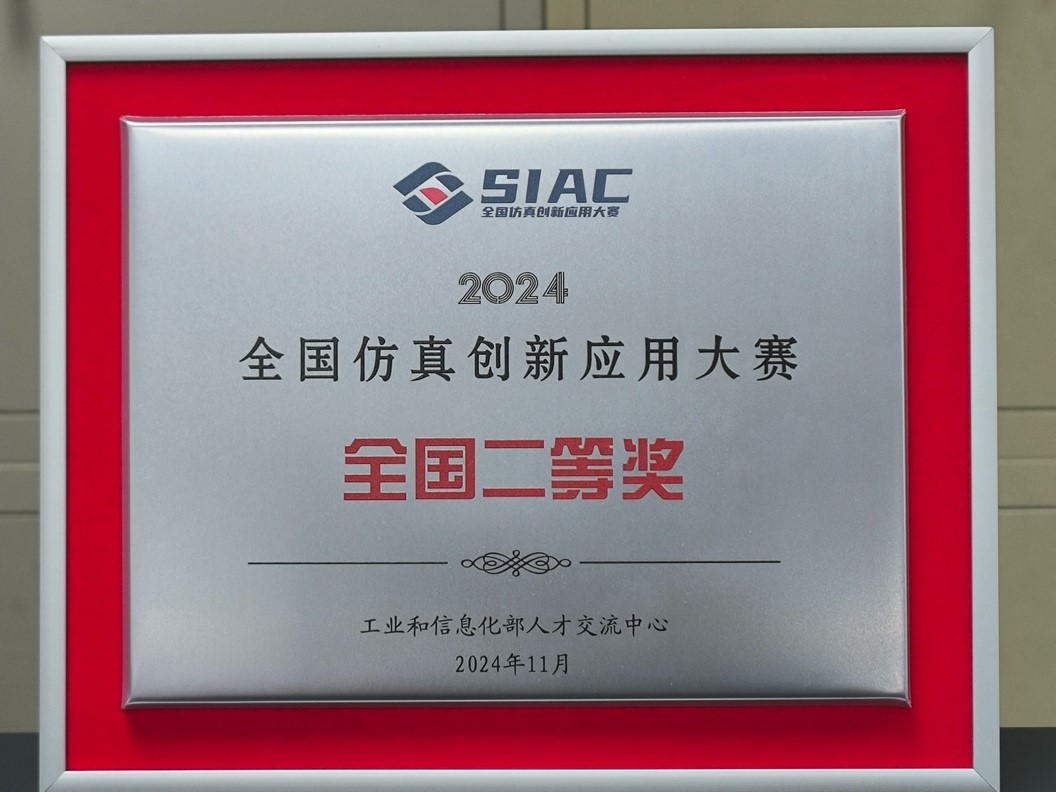 SIAC
全国仿真创新应用大赛
2024
全国仿真创新应用大赛
全国二等奖
工业和信息化部人才交流中心
2024年11月